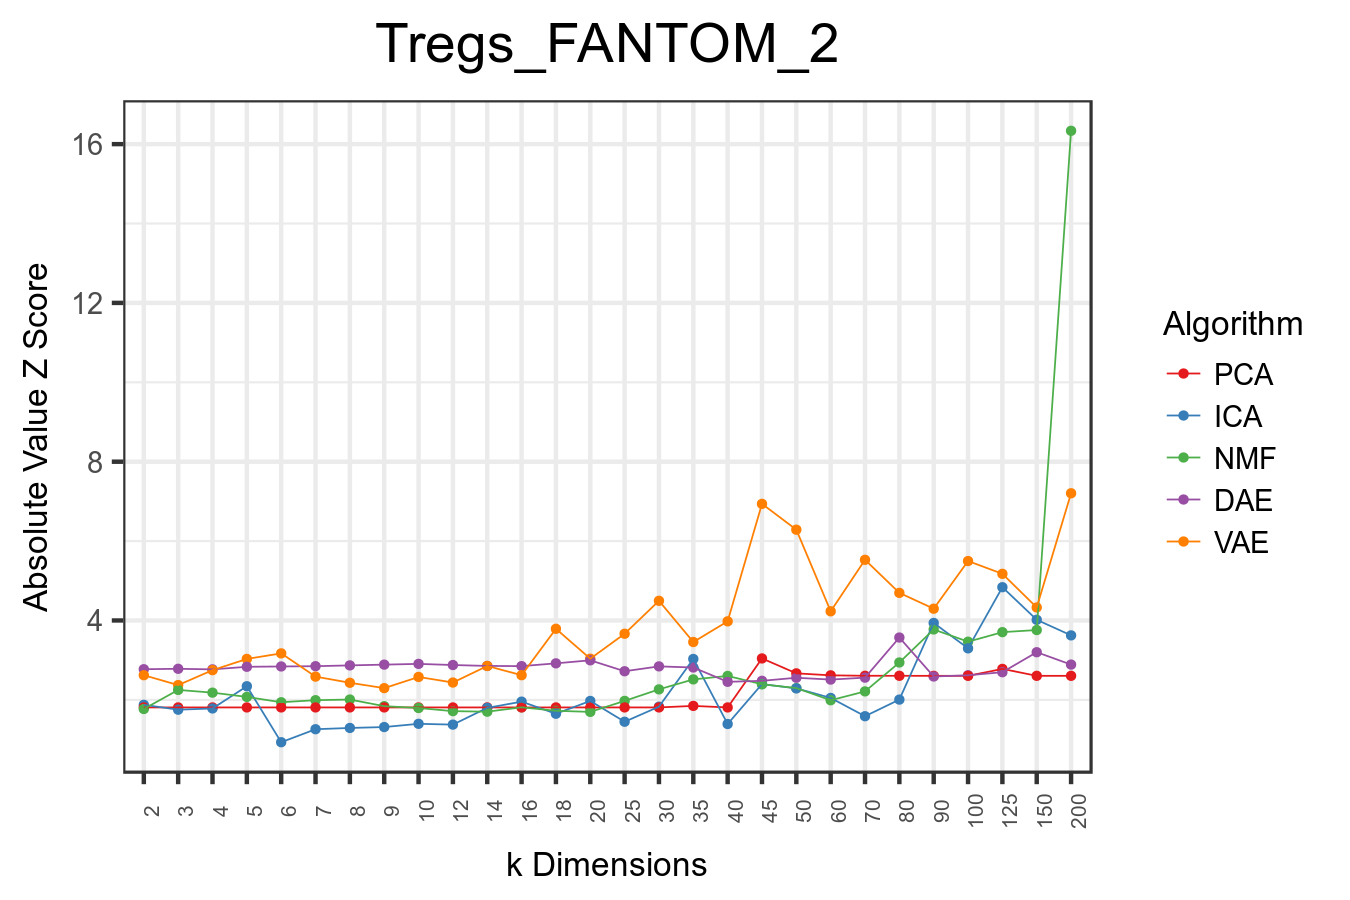 Tregs_FANTOM_2
Absolute Value Z Score
16
12
8
4
2 3 4 5 6 7 8 9 10 12 14 16 18 20 25 30 35 40 45 50 60 70 80 90 100 125 150 200
k Dimensions
Algorithm
PCA
ICA
NMF
DAE
VAE